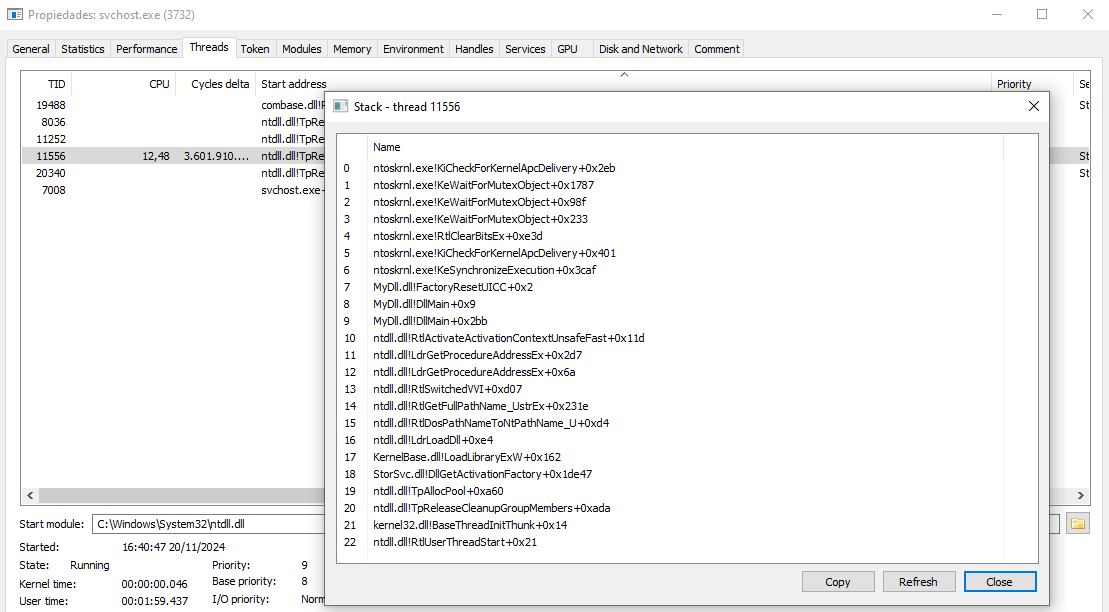 Propiedades: svchost.exe (3732)
General Statistics Performance Threads Token Modules Memory Environment Handles Services GPU Disk and Network Comment
TID CPU Cycles delta Start address Priority
19488 combase.dll!
8036 ntdll.dll!TpRe
11252 ntdll.dll!TpRe
11556 12,48 3.601.910.... ntdll.dll!TpRe St
20340 ntdll.dll!TpRe St
7008 svchost.exe
Stack - thread 11556
Name
0 ntoskrnl.exe!KiCheckForKernelApcDelivery+0x2eb
1 ntoskrnl.exe!KeWaitForMutexObject+0x1787
2 ntoskrnl.exe!KeWaitForMutexObject+0x98f
3 ntoskrnl.exe!KeWaitForMutexObject+0x233
4 ntoskrnl.exe!RtlClearBitsEx+0xe3d
5 ntoskrnl.exe!KiCheckForKernelApcDelivery+0x401
6 ntoskrnl.exe!KeSynchronizeExecution+0x3caf
7 MyDll.dll!FactoryResetUICC+0x2
8 MyDll.dll!DllMain+0x9
9 MyDll.dll!DllMain+0x2bb
10 ntdll.dll!RtlActivateActivationContextUnsafeFast+0x11d
11 ntdll.dll!LdrGetProcedureAddressEx+0x2d7
12 ntdll.dll!LdrGetProcedureAddressEx+0x6a
13 ntdll.dll!RtlSwitchedVVI+0xd07
14 ntdll.dll!RtlGetFullPathName_UstrEx+0x231e
15 ntdll.dll!RtlDosPathNameToNtPathName_U+0xd4
16 ntdll.dll!LdrLoadDll+0xe4
17 KernelBase.dll!LoadLibraryExW+0x162
18 StorSvc.dll!DllGetActivationFactory+0x1de47
19 ntdll.dll!TpAllocPool+0xa60
20 ntdll.dll!TpReleaseCleanupGroupMembers+0xada
21 kernel32.dll!BaseThreadInitThunk+0x14
22 ntdll.dll!RtlUserThreadStart+0x21
Copy Refresh Close
Start module: C:\Windows\System32\ntdll.dll
Started: 16:40:47 20/11/2024
State: Running Priority: 9
Kernel time: 00:00:00.046 Base priority: 8
User time: 00:01:59.437 I/O priority: Norm